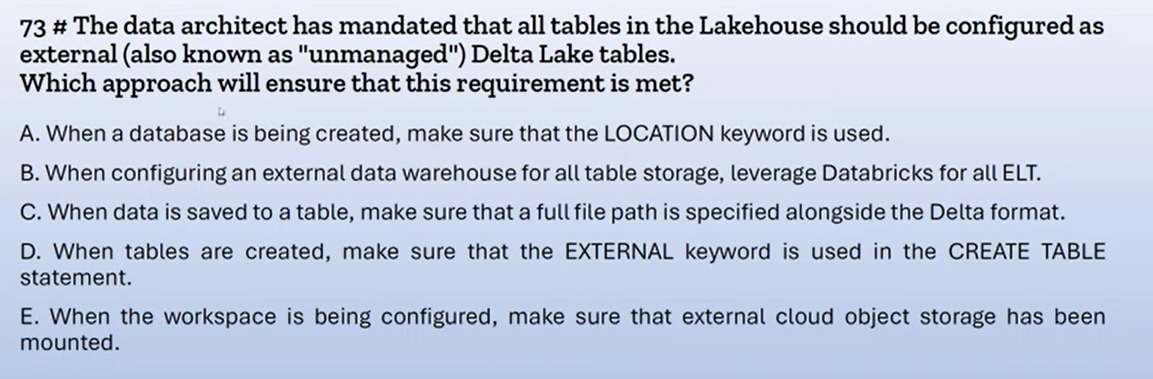 73 # The data architect has mandated that all tables in the Lakehouse should be configured as
external (also known as "unmanaged") Delta Lake tables.
Which approach will ensure that this requirement is met?
A. When a database is being created, make sure that the LOCATION keyword is used.
B. When configuring an external data warehouse for all table storage, leverage Databricks for all ELT.
C. When data is saved to a table, make sure that a full file path is specified alongside the Delta format.
D. When tables are created, make sure that the EXTERNAL keyword is used in the CREATE TABLE
statement.
E. When the workspace is being configured, make sure that external cloud object storage has been
mounted.